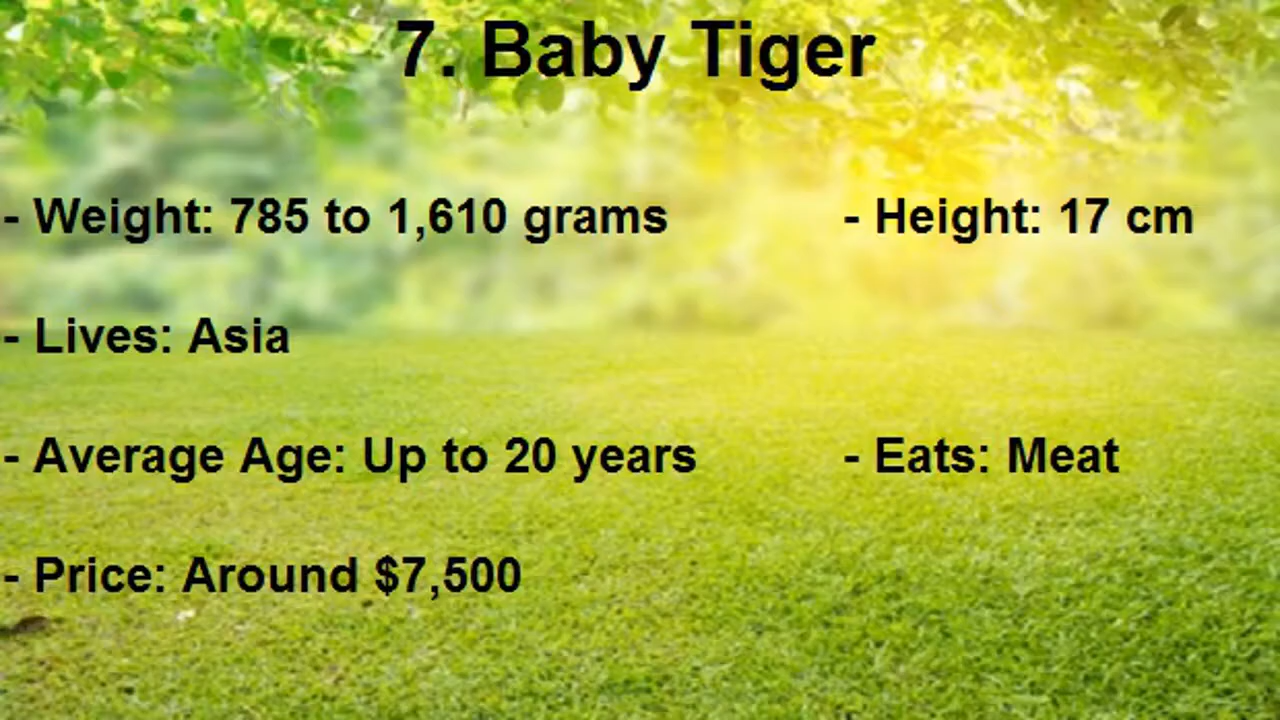 7. Baby Tiger
- Weight: 785 to 1,610 grams - Height: 17 cm
- Lives: Asia
- Average Age: Up to 20 years - Eats: Meat
- Price: Around $7,500